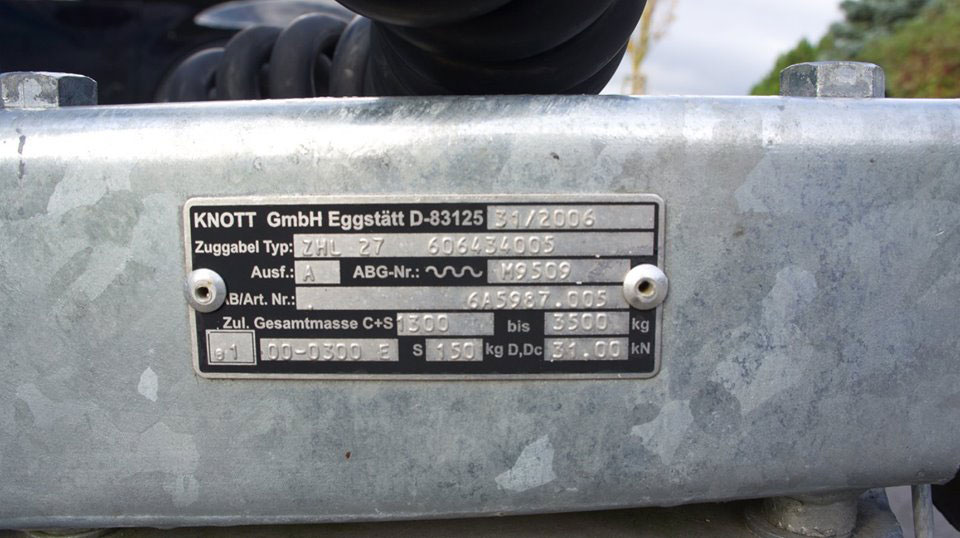 KNOTT GmbH Eggstätt D-83125 31/2006
Zuggabel Typ: ZHL 27 606434005
Ausf.: A ABG-Nr.: M9509
B/Art. Nr.: 6A5987.005
Zul. Gesamtmasse C+S 1300 bis 3500 kg
e1 00-0300 E S 150 kg D,Dc 31.00 kN